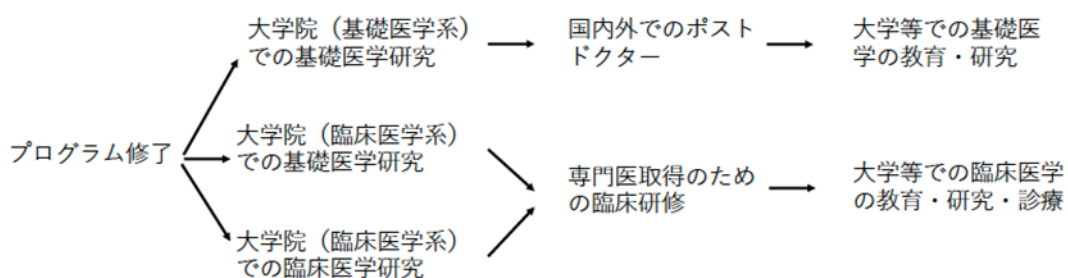 大学院（基礎医学系）
での基礎医学研究
国内外でのポスト
ドクター
大学等での基礎医
学の教育・研究
プログラム修了
大学院（臨床医学系）
での基礎医学研究
専門医取得のため
の臨床研修
大学等での臨床医学
の教育・研究・診療
大学院（臨床医学系）
での臨床医学研究